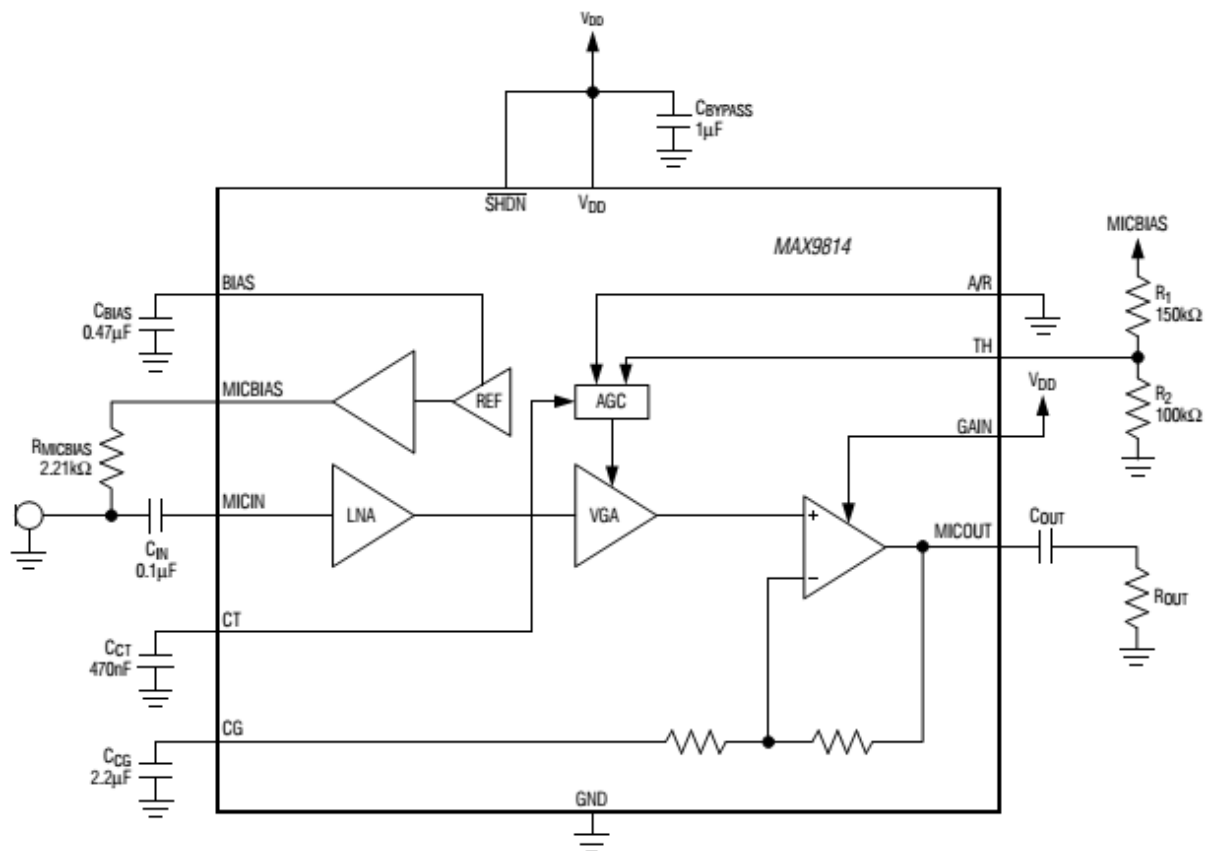 VDD
CBYPASS
1µF
SHDN
VDD
MAX9814
MICBIAS
BIAS
A/R
R1
150kΩ
CBIAS
0.47µF
TH
MICBIAS
REF
AGC
VDD
R2
100kΩ
GAIN
RMICBIAS
2.21kΩ
MICIN
LNA
VGA
+
MICOUT
COUT
CIN
0.1µF
−
ROUT
CT
CCT
470nF
CG
CCG
2.2µF
GND